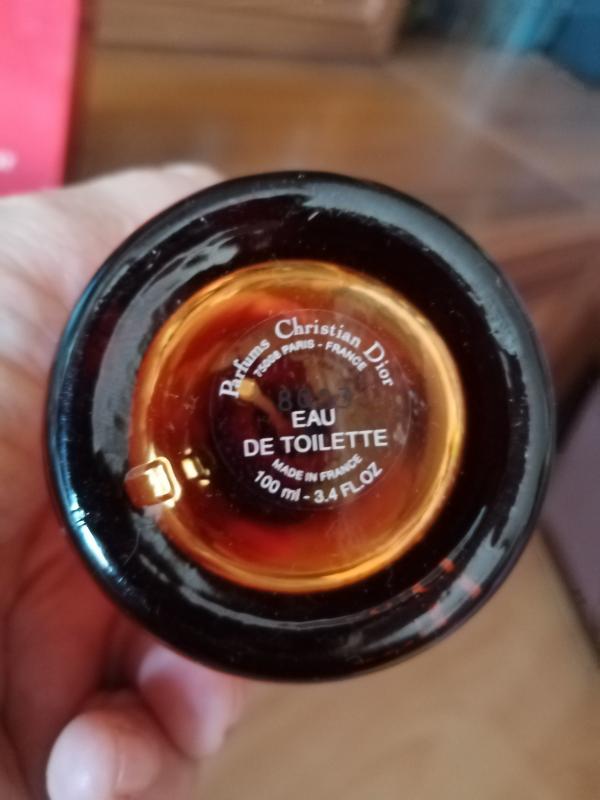 Parfums Christian Dior
75008 PARIS - FRANCE
EAU
DE TOILETTE
MADE IN FRANCE
100 ml - 3.4 FL.OZ